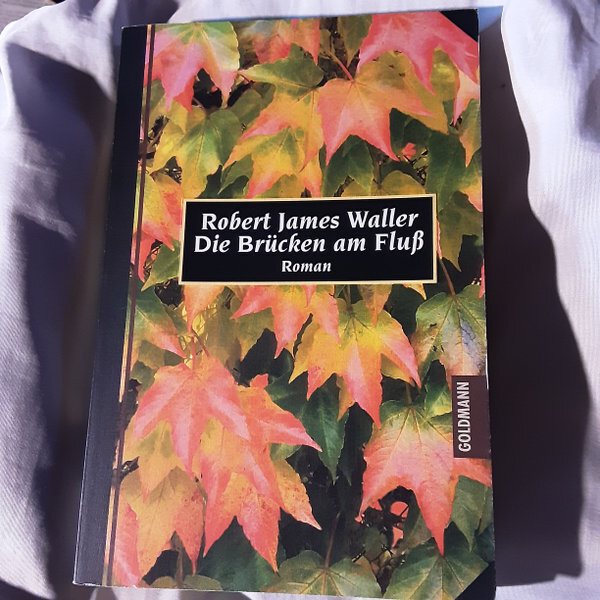 Robert James Waller
Die Brücken am Fluß
Roman
GOLDMANN